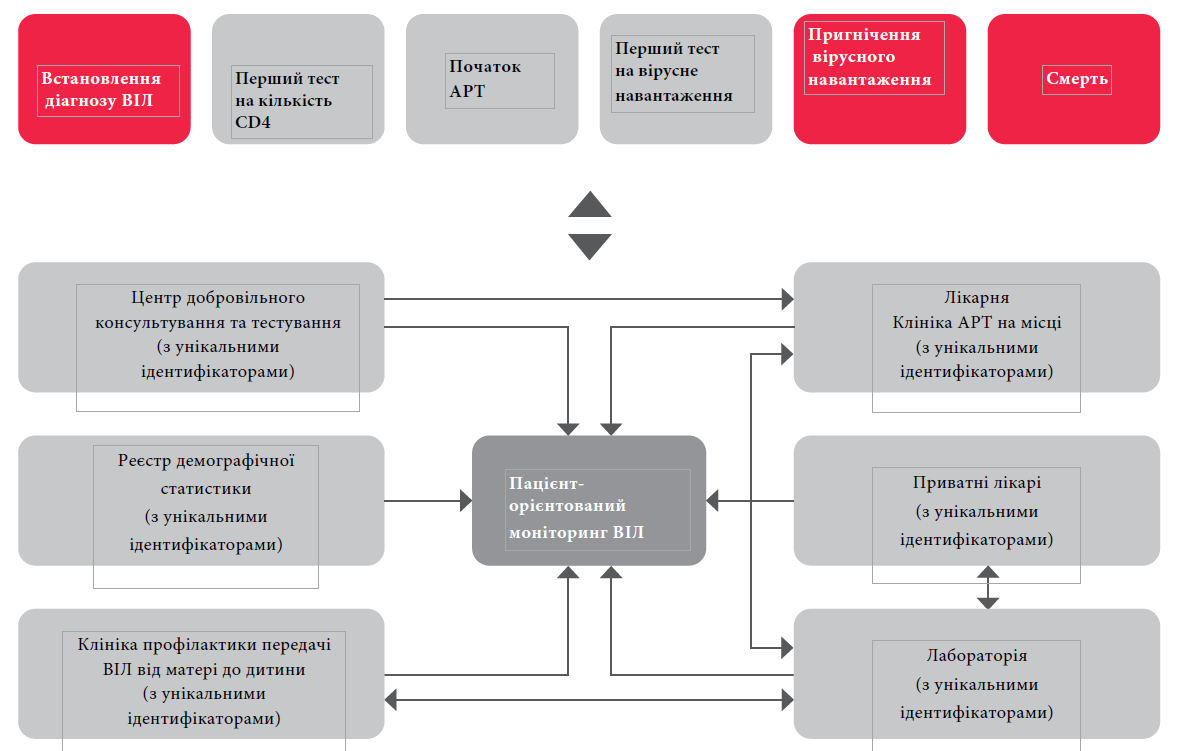 Встановлення
діагнозу ВІЛ
Перший тест
на кількість
CD4
Початок
АРТ
Перший тест
на вірусне
навантаження
Пригнічення
вірусного
навантаження
Смерть
Центр добровільного
консультування та тестування
(з унікальними
ідентифікаторами)
Лікарня
Клініка АРТ на місці
(з унікальними
ідентифікаторами)
Реєстр демографічної
статистики
(з унікальними
ідентифікаторами)
Пацієнт-
орієнтований
моніторинг ВІЛ
Приватні лікарі
(з унікальними
ідентифікаторами)
Клініка профілактики передачі
ВІЛ від матері до дитини
(з унікальними
ідентифікаторами)
Лабораторія
(з унікальними
ідентифікаторами)